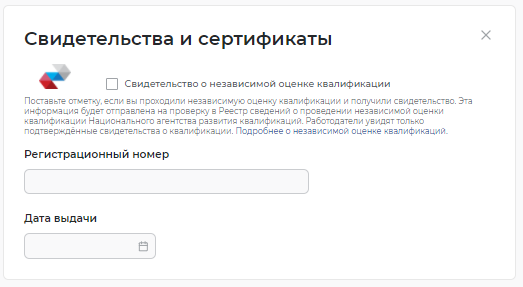 Свидетельства и сертификаты
Свидетельство о независимой оценке квалификации
Поставьте отметку, если вы проходили независимую оценку квалификации и получили свидетельство. Эта
информация будет отправлена на проверку в Реестр сведений о проведении независимой оценки
квалификации Национального агентства развития квалификаций. Работодатели увидят только
подтверждённые свидетельства о квалификации. Подробнее о независимой оценке квалификаций.
Регистрационный номер
Дата выдачи